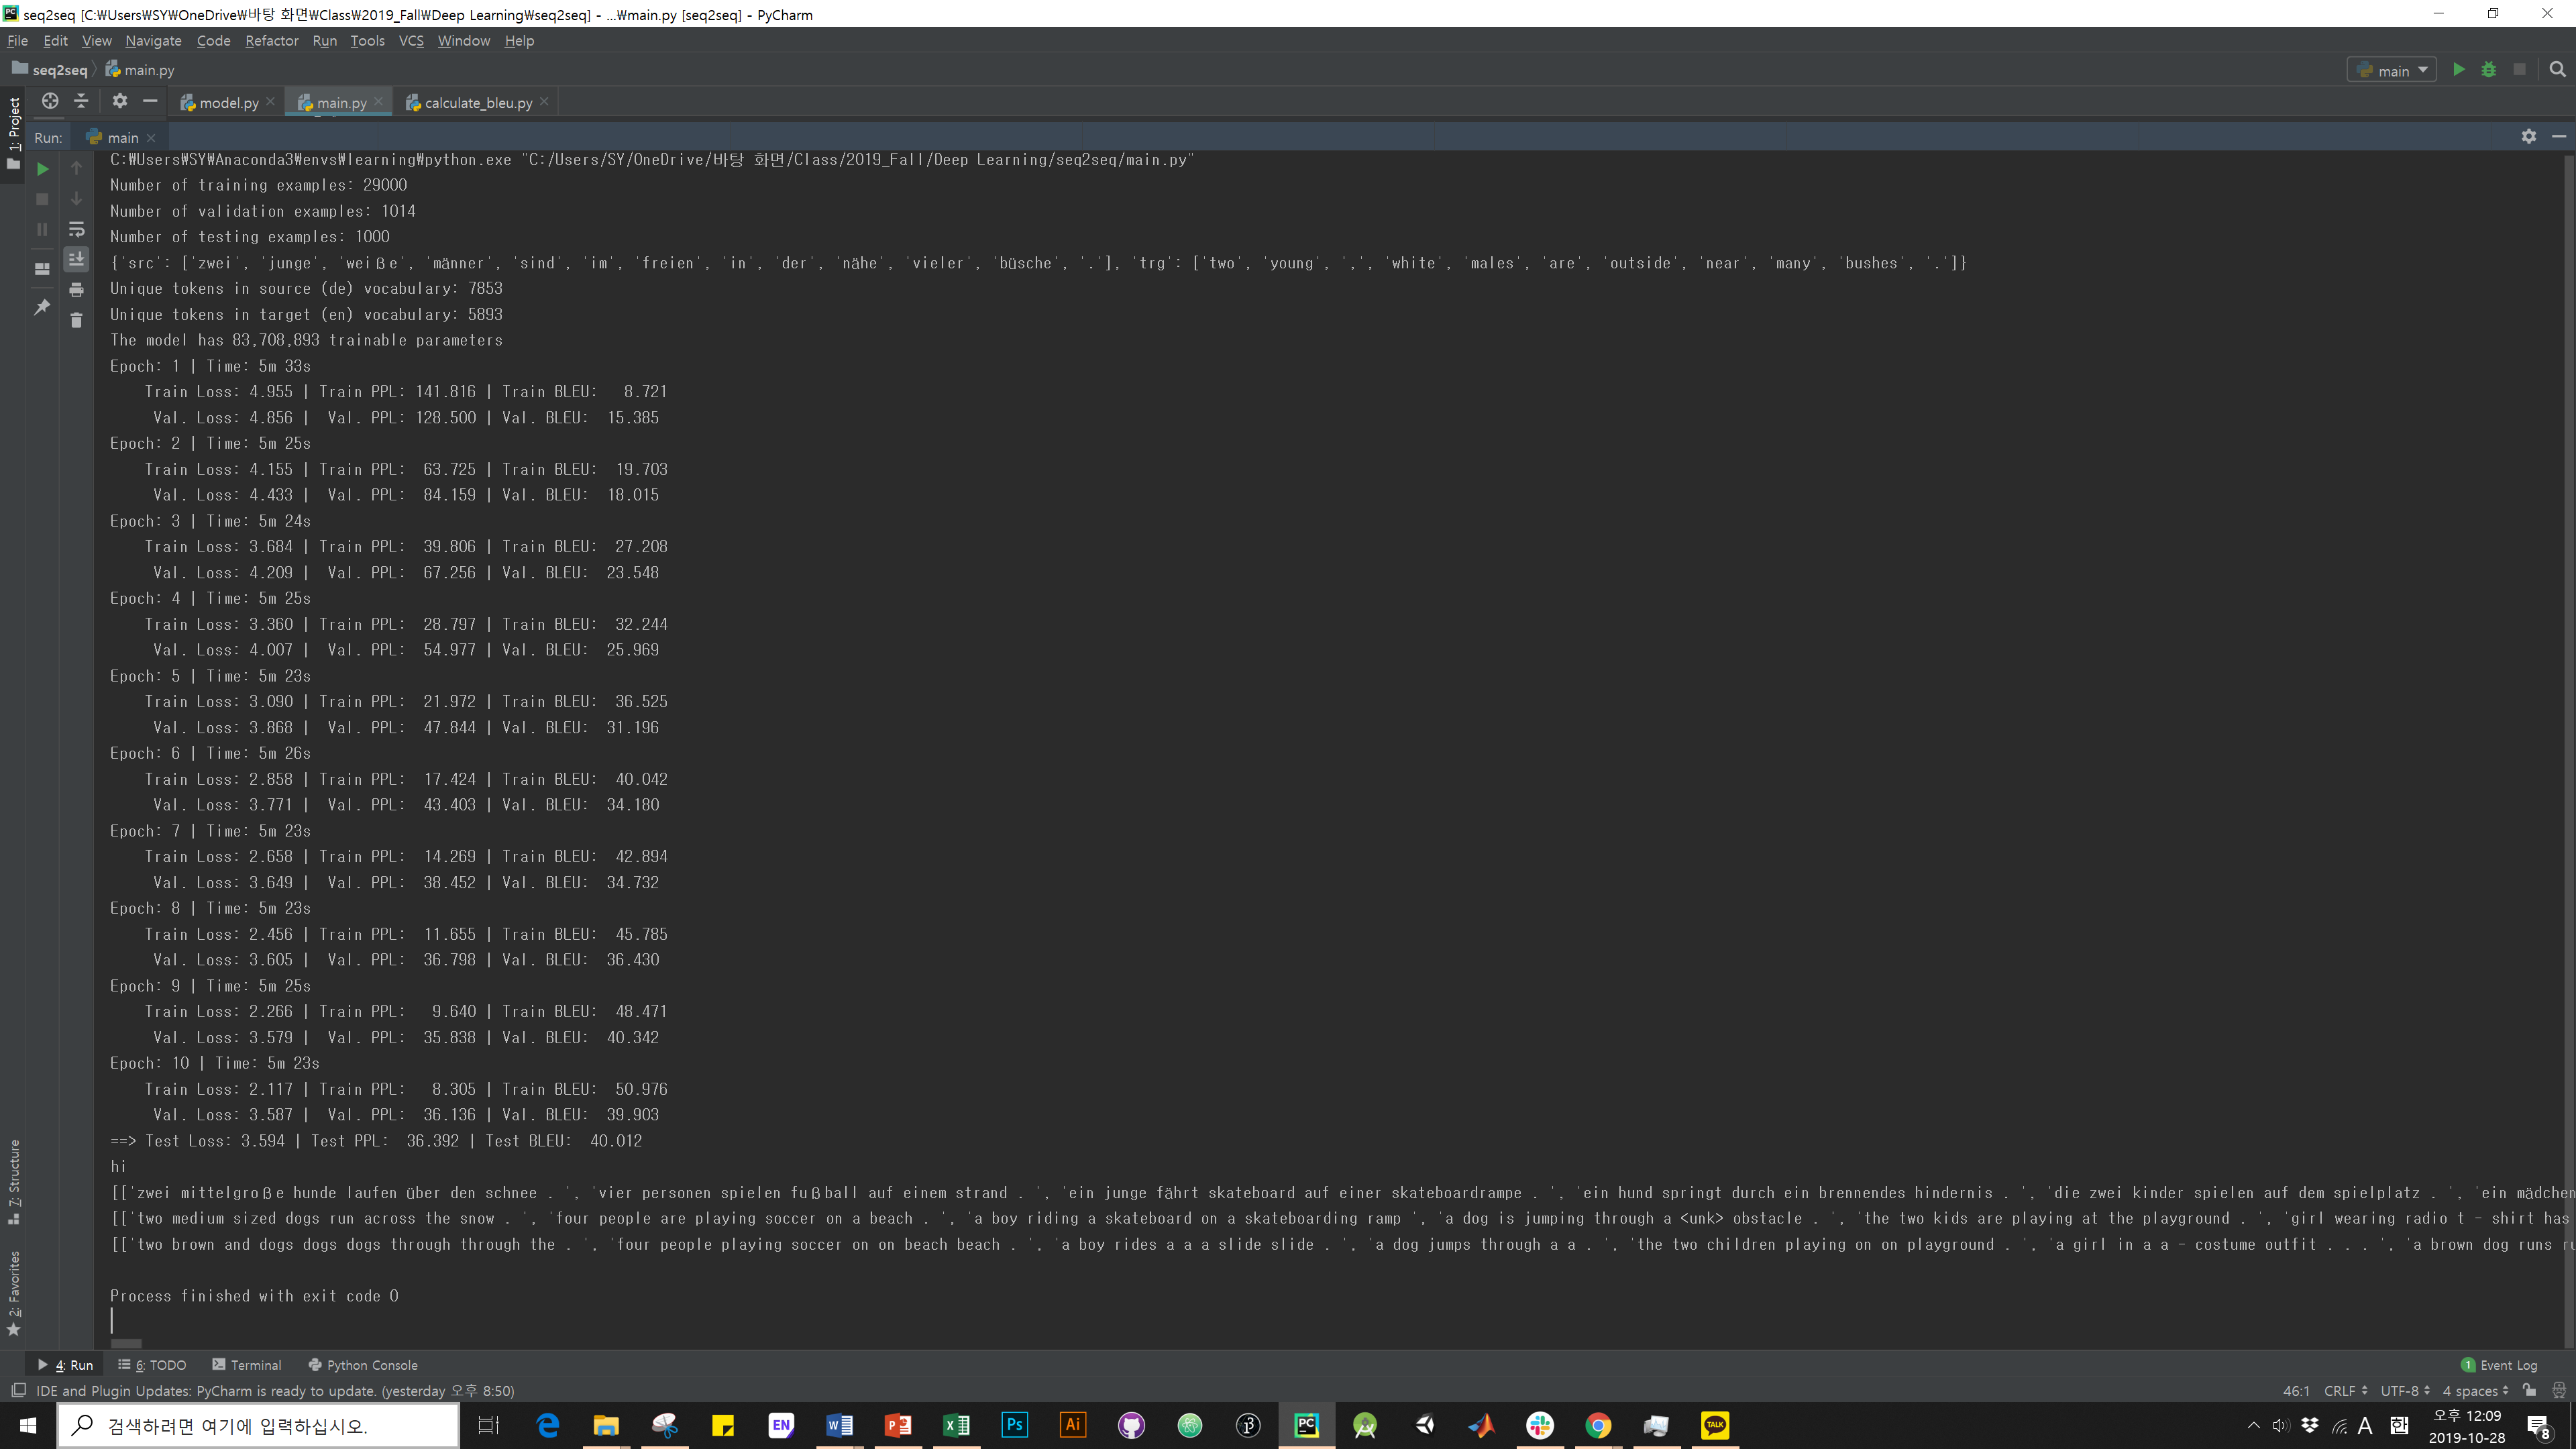 seq2seq [C:₩Users₩SY₩OneDrive₩바탕 화면₩Class₩2019_Fall₩Deep Learning₩seq2seq] - ...₩main.py [seq2seq] - PyCharm
File Edit View Navigate Code Refactor Run Tools VCS Window Help
seq2seq main.py main
model.py main.py calculate_bleu.py
1: Project
Run: main
C:₩Users₩SY₩Anaconda3₩envs₩learning₩python.exe "C:/Users/SY/OneDrive/바탕 화면/Class/2019_Fall/Deep Learning/seq2seq/main.py"
Number of training examples: 29000
Number of validation examples: 1014
Number of testing examples: 1000
{'src': ['zwei', 'junge', 'weiße', 'männer', 'sind', 'im', 'freien', 'in', 'der', 'nähe', 'vieler', 'büsche', '.'], 'trg': ['two', 'young', ',', 'white', 'males', 'are', 'outside', 'near', 'many', 'bushes', '.']}
Unique tokens in source (de) vocabulary: 7853
Unique tokens in target (en) vocabulary: 5893
The model has 83,708,893 trainable parameters
Epoch: 1 | Time: 5m 33s
Train Loss: 4.955 | Train PPL: 141.816 | Train BLEU: 8.721
Val. Loss: 4.856 | Val. PPL: 128.500 | Val. BLEU: 15.385
Epoch: 2 | Time: 5m 25s
Train Loss: 4.155 | Train PPL: 63.725 | Train BLEU: 19.703
Val. Loss: 4.433 | Val. PPL: 84.159 | Val. BLEU: 18.015
Epoch: 3 | Time: 5m 24s
Train Loss: 3.684 | Train PPL: 39.806 | Train BLEU: 27.208
Val. Loss: 4.209 | Val. PPL: 67.256 | Val. BLEU: 23.548
Epoch: 4 | Time: 5m 25s
Train Loss: 3.360 | Train PPL: 28.797 | Train BLEU: 32.244
Val. Loss: 4.007 | Val. PPL: 54.977 | Val. BLEU: 25.969
Epoch: 5 | Time: 5m 23s
Train Loss: 3.090 | Train PPL: 21.972 | Train BLEU: 36.525
Val. Loss: 3.868 | Val. PPL: 47.844 | Val. BLEU: 31.196
Epoch: 6 | Time: 5m 26s
Train Loss: 2.858 | Train PPL: 17.424 | Train BLEU: 40.042
Val. Loss: 3.771 | Val. PPL: 43.403 | Val. BLEU: 34.180
Epoch: 7 | Time: 5m 23s
Train Loss: 2.658 | Train PPL: 14.269 | Train BLEU: 42.894
Val. Loss: 3.649 | Val. PPL: 38.452 | Val. BLEU: 34.732
Epoch: 8 | Time: 5m 23s
Train Loss: 2.456 | Train PPL: 11.655 | Train BLEU: 45.785
Val. Loss: 3.605 | Val. PPL: 36.798 | Val. BLEU: 36.430
Epoch: 9 | Time: 5m 25s
Train Loss: 2.266 | Train PPL: 9.640 | Train BLEU: 48.471
Val. Loss: 3.579 | Val. PPL: 35.838 | Val. BLEU: 40.342
Epoch: 10 | Time: 5m 23s
Train Loss: 2.117 | Train PPL: 8.305 | Train BLEU: 50.976
Val. Loss: 3.587 | Val. PPL: 36.136 | Val. BLEU: 39.903
==> Test Loss: 3.594 | Test PPL: 36.392 | Test BLEU: 40.012
hi
[['zwei mittelgroße hunde laufen über den schnee . ', 'vier personen spielen fußball auf einem strand . ', 'ein junge fährt skateboard auf einer skateboardrampe . ', 'ein hund springt durch ein brennendes hindernis . ', 'die zwei kinder spielen auf dem spielplatz . ', 'ein mädchen
[['two medium sized dogs run across the snow . ', 'four people are playing soccer on a beach . ', 'a boy riding a skateboard on a skateboarding ramp ', 'a dog is jumping through a <unk> obstacle . ', 'the two kids are playing at the playground . ', 'girl wearing radio t - shirt has
[['two brown and dogs dogs dogs through through the . ', 'four people playing soccer on on beach beach . ', 'a boy rides a a a slide slide . ', 'a dog jumps through a a . ', 'the two children playing on on playground . ', 'a girl in a a - costume outfit . . . ', 'a brown dog runs ru
Process finished with exit code 0
7: Structure
2: Favorites
4: Run 6: TODO Terminal Python Console 1 Event Log
IDE and Plugin Updates: PyCharm is ready to update. (yesterday 오후 8:50) 46:1 CRLF UTF-8 4 spaces
검색하려면 여기에 입력하십시오. EN Ps Ai PC TALK A 한 오후 12:09
2019-10-28 8